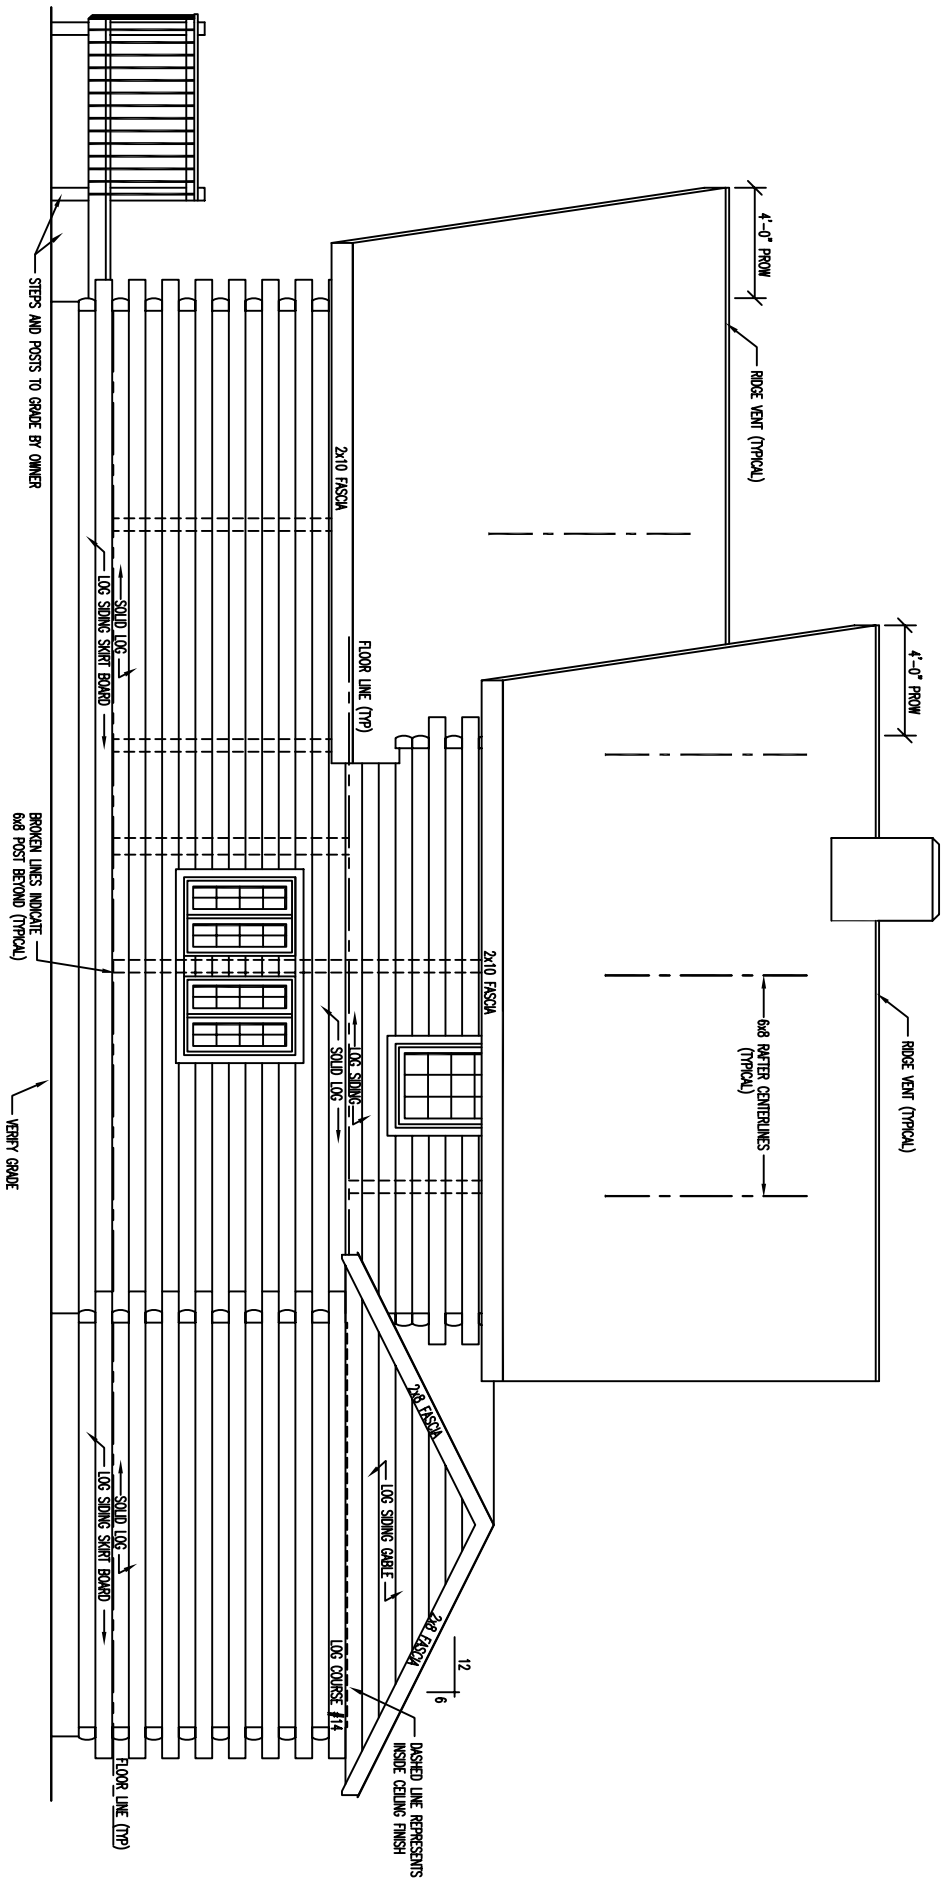 4'-0" PROW
RIDGE VENT (TYPICAL)
4'-0" PROW
RIDGE VENT (TYPICAL)
6x8 RAFTER CENTERLINES
(TYPICAL)
2x10 FASCIA
FLOOR LINE (TYP)
2x10 FASCIA
LOG SIDING
SOLID LOG
2x8 FASCIA
LOG SIDING GABLE
2x8 FASCIA
12
6
LOG COURSE #14
DASHED LINE REPRESENTS
INSIDE CEILING FINISH
SOLID LOG
LOG SIDING SKIRT BOARD
SOLID LOG
LOG SIDING SKIRT BOARD
FLOOR LINE (TYP)
STEPS AND POSTS TO GRADE BY OWNER
BROKEN LINES INDICATE
6x8 POST BEYOND (TYPICAL)
VERIFY GRADE